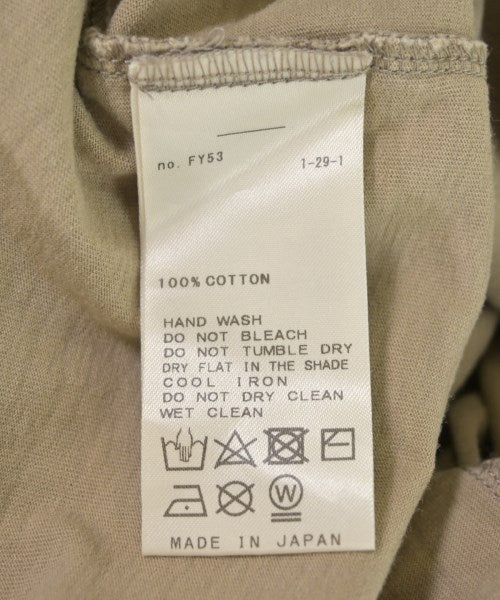 no. FY53 1-29-1
100% COTTON
HAND WASH
DO NOT BLEACH
DO NOT TUMBLE DRY
DRY FLAT IN THE SHADE
COOL IRON
DO NOT DRY CLEAN
WET CLEAN
W
MADE IN JAPAN